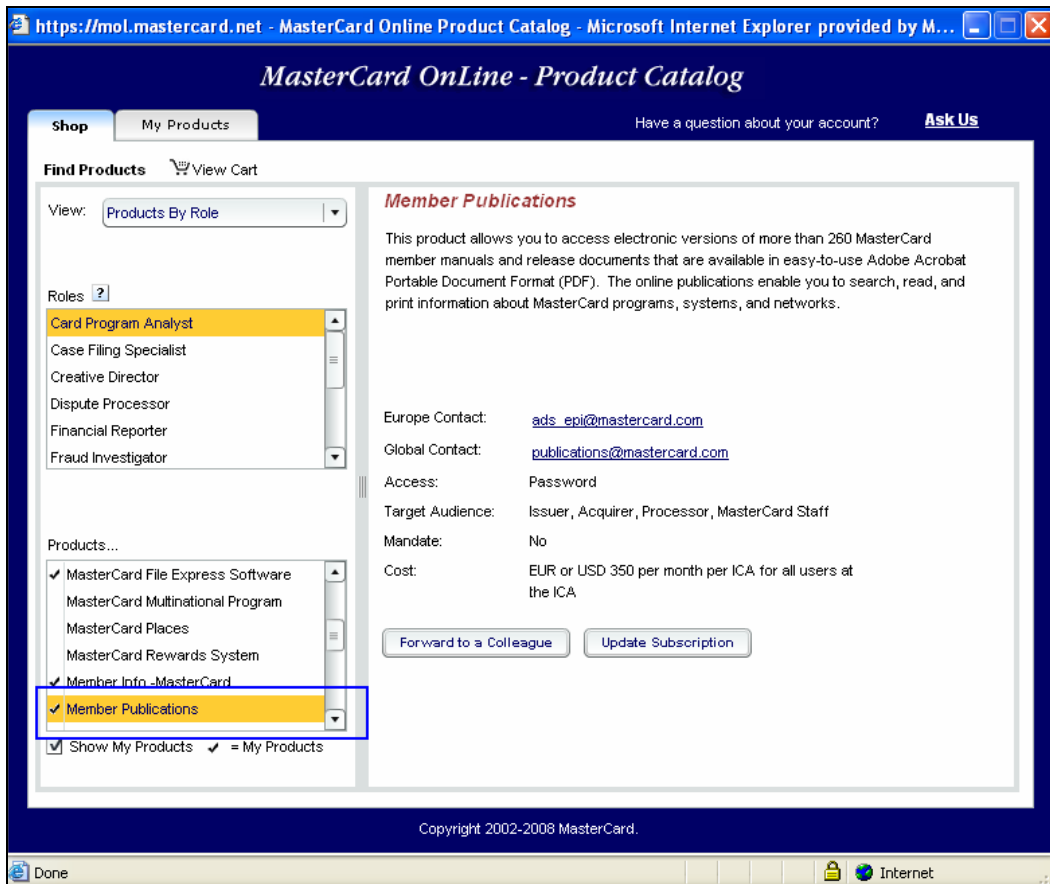 https://mol.mastercard.net - MasterCard Online Product Catalog - Microsoft Internet Explorer provided by M...
MasterCard OnLine - Product Catalog
Shop
My Products
Have a question about your account?
Ask Us
Find Products
View Cart
View:
Products By Role
Roles
?
Card Program Analyst
Case Filing Specialist
Creative Director
Dispute Processor
Financial Reporter
Fraud Investigator
Products...
MasterCard File Express Software
MasterCard Multinational Program
MasterCard Places
MasterCard Rewards System
Member Info -MasterCard
Member Publications
Show My Products ✓ = My Products
Member Publications
This product allows you to access electronic versions of more than 260 MasterCard
member manuals and release documents that are available in easy-to-use Adobe Acrobat
Portable Document Format (PDF). The online publications enable you to search, read, and
print information about MasterCard programs, systems, and networks.
Europe Contact: ads_epi@mastercard.com
Global Contact: publications@mastercard.com
Access: Password
Target Audience: Issuer, Acquirer, Processor, MasterCard Staff
Mandate: No
Cost: EUR or USD 350 per month per ICA for all users at
the ICA
Forward to a Colleague
Update Subscription
Copyright 2002-2008 MasterCard.
Done
Internet